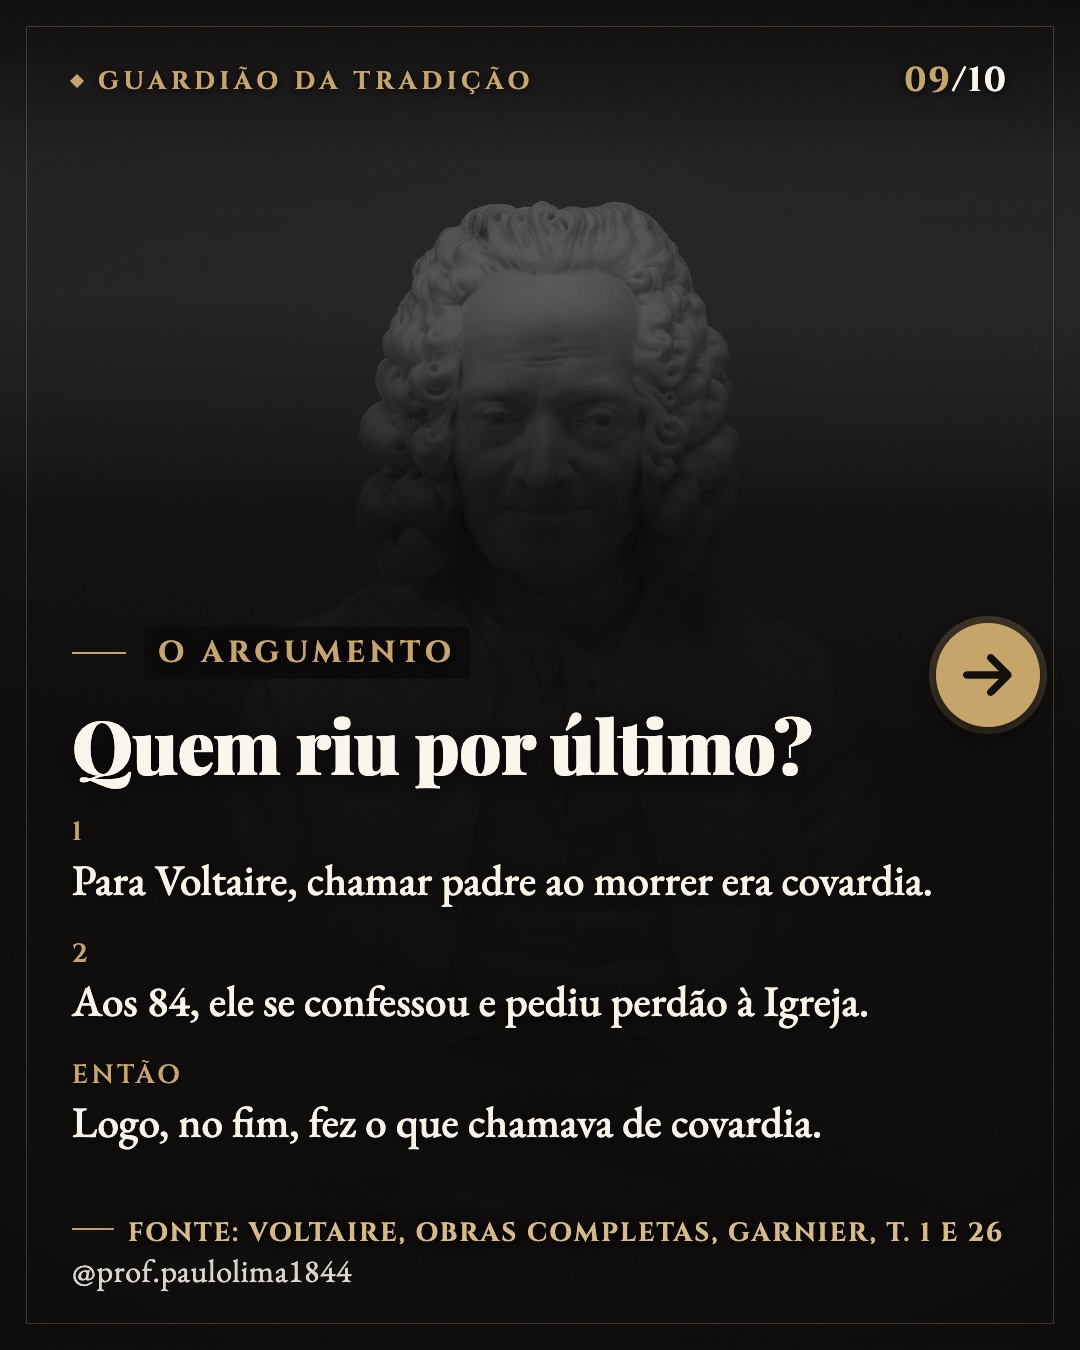 GUARDIÃO DA TRADIÇÃO
09/10
O ARGUMENTO
Quem riu por último?
1
Para Voltaire, chamar padre ao morrer era covardia.
2
Aos 84, ele se confessou e pediu perdão à Igreja.
ENTÃO
Logo, no fim, fez o que chamava de covardia.
FONTE: VOLTAIRE, OBRAS COMPLETAS, GARNIER, T. 1 E 26
@prof.paulolima1844